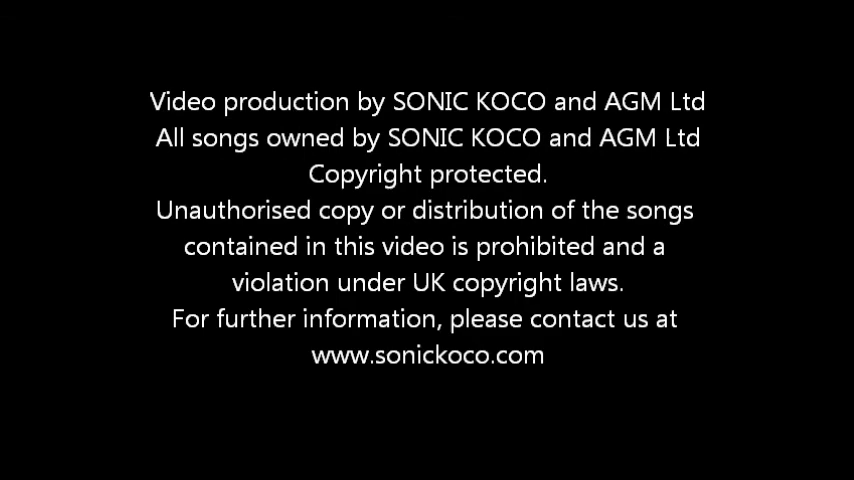 Video production by SONIC KOCO and AGM Ltd
All songs owned by SONIC KOCO and AGM Ltd
Copyright protected.
Unauthorised copy or distribution of the songs
contained in this video is prohibited and a
violation under UK copyright laws.
For further information, please contact us at
www.sonickoco.com